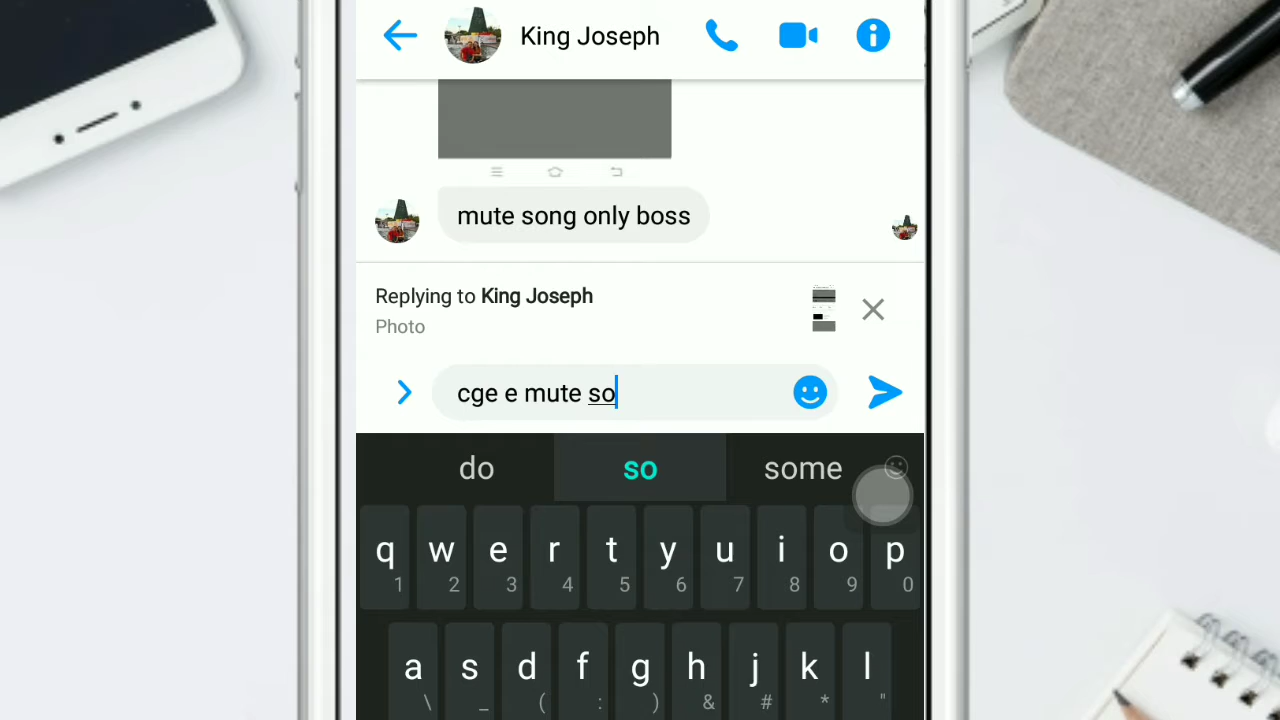 King Joseph
mute song only boss
Replying to King Joseph
Photo
cge e mute so
do so some
q w e r t y u i o p
1 2 3 4 5 6 7 8 9 0
a s d f g h j k l
\ _ ( : ) & # * "